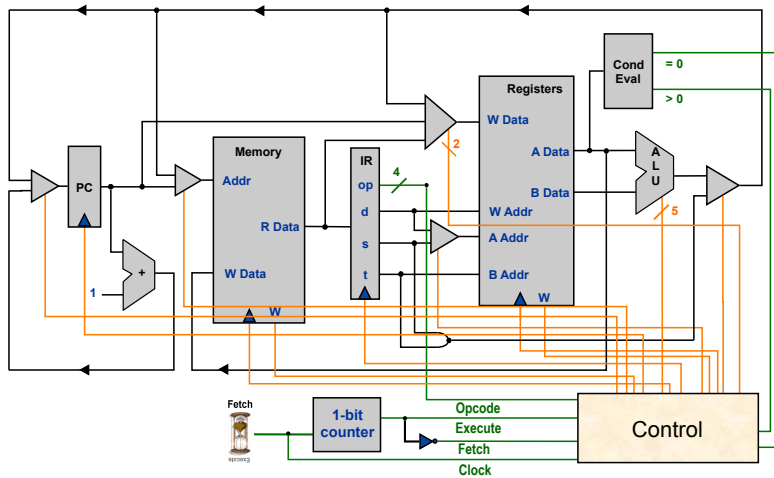 Cond
Eval
= 0
> 0
Registers
W Data
A Data
B Data
W Addr
A Addr
B Addr
W
A
L
U
2
5
Memory
Addr
R Data
W Data
W
IR
op
d
s
t
4
PC
+
1
Fetch
Execute
1-bit
counter
Opcode
Execute
Fetch
Clock
Control